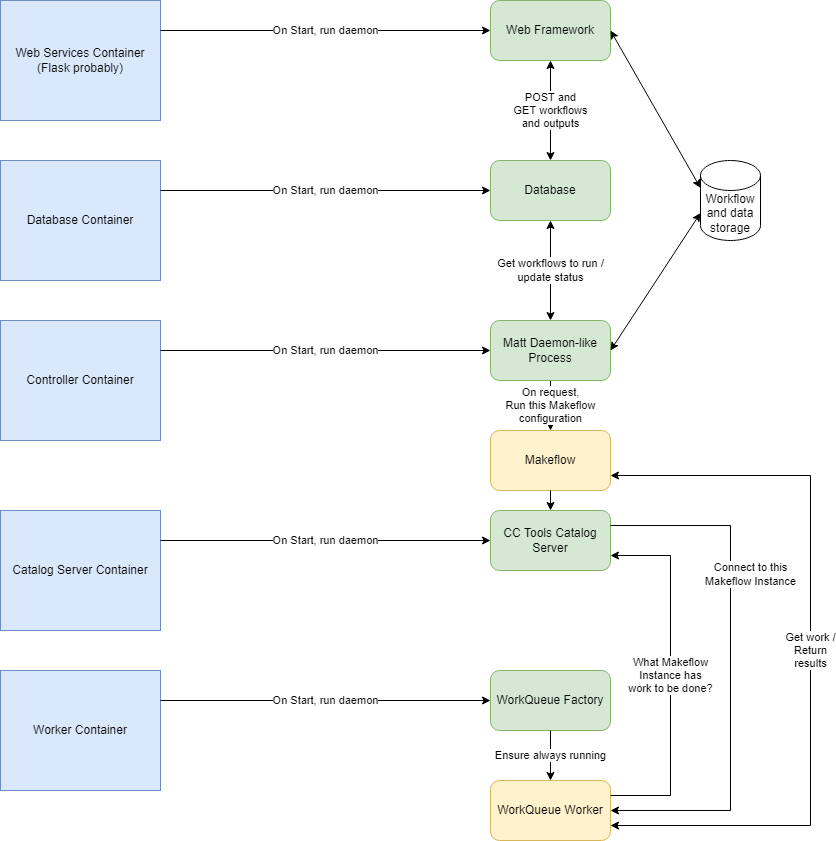 Web Services Container
(Flask probably)
On Start, run daemon
Web Framework
POST and
GET workflows
and outputs
Database Container
On Start, run daemon
Database
Workflow
and data
storage
Get workflows to run /
update status
Controller Container
On Start, run daemon
Matt Daemon-like
Process
On request,
Run this Makeflow
configuration
Makeflow
Catalog Server Container
On Start, run daemon
CC Tools Catalog
Server
Connect to this
Makeflow Instance
Get work /
Return
results
What Makeflow
Instance has
work to be done?
Worker Container
On Start, run daemon
WorkQueue Factory
Ensure always running
WorkQueue Worker